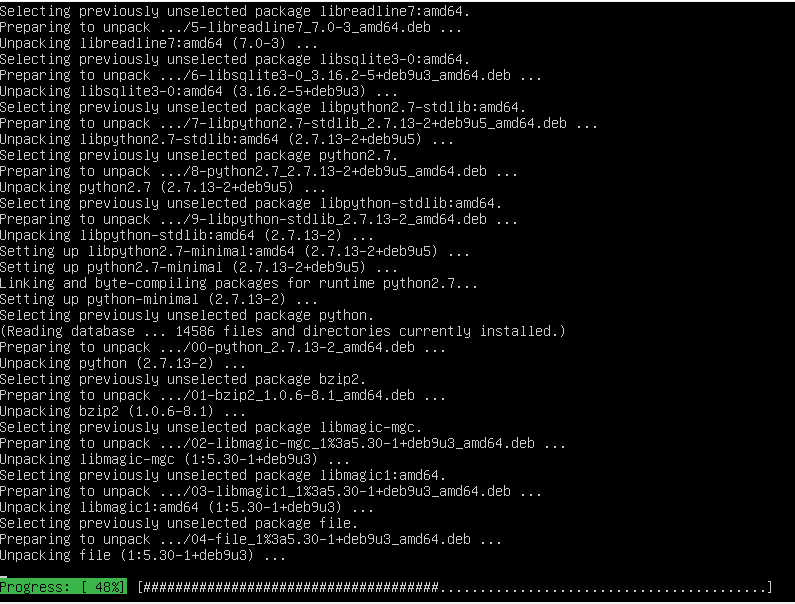 Selecting previously unselected package libreadline7:amd64.
Preparing to unpack .../5-libreadline7_7.0-3_amd64.deb ...
Unpacking libreadline7:amd64 (7.0-3) ...
Selecting previously unselected package libsqlite3-0:amd64.
Preparing to unpack .../6-libsqlite3-0_3.16.2-5+deb9u3_amd64.deb ...
Unpacking libsqlite3-0:amd64 (3.16.2-5+deb9u3) ...
Selecting previously unselected package libpython2.7-stdlib:amd64.
Preparing to unpack .../7-libpython2.7-stdlib_2.7.13-2+deb9u5_amd64.deb ...
Unpacking libpython2.7-stdlib:amd64 (2.7.13-2+deb9u5) ...
Selecting previously unselected package python2.7.
Preparing to unpack .../8-python2.7_2.7.13-2+deb9u5_amd64.deb ...
Unpacking python2.7 (2.7.13-2+deb9u5) ...
Selecting previously unselected package libpython-stdlib:amd64.
Preparing to unpack .../9-libpython-stdlib_2.7.13-2_amd64.deb ...
Unpacking libpython-stdlib:amd64 (2.7.13-2) ...
Setting up libpython2.7-minimal:amd64 (2.7.13-2+deb9u5) ...
Setting up python2.7-minimal (2.7.13-2+deb9u5) ...
Linking and byte-compiling packages for runtime python2.7...
Setting up python-minimal (2.7.13-2) ...
Selecting previously unselected package python.
(Reading database ... 14586 files and directories currently installed.)
Preparing to unpack .../00-python_2.7.13-2_amd64.deb ...
Unpacking python (2.7.13-2) ...
Selecting previously unselected package bzip2.
Preparing to unpack .../01-bzip2_1.0.6-8.1_amd64.deb ...
Unpacking bzip2 (1.0.6-8.1) ...
Selecting previously unselected package libmagic-mgc.
Preparing to unpack .../02-libmagic-mgc_1%3a5.30-1+deb9u3_amd64.deb ...
Unpacking libmagic-mgc (1:5.30-1+deb9u3) ...
Selecting previously unselected package libmagic1:amd64.
Preparing to unpack .../03-libmagic1_1%3a5.30-1+deb9u3_amd64.deb ...
Unpacking libmagic1:amd64 (1:5.30-1+deb9u3) ...
Selecting previously unselected package file.
Preparing to unpack .../04-file_1%3a5.30-1+deb9u3_amd64.deb ...
Unpacking file (1:5.30-1+deb9u3) ...
Progress: [ 48%] [#####################################.........................................]